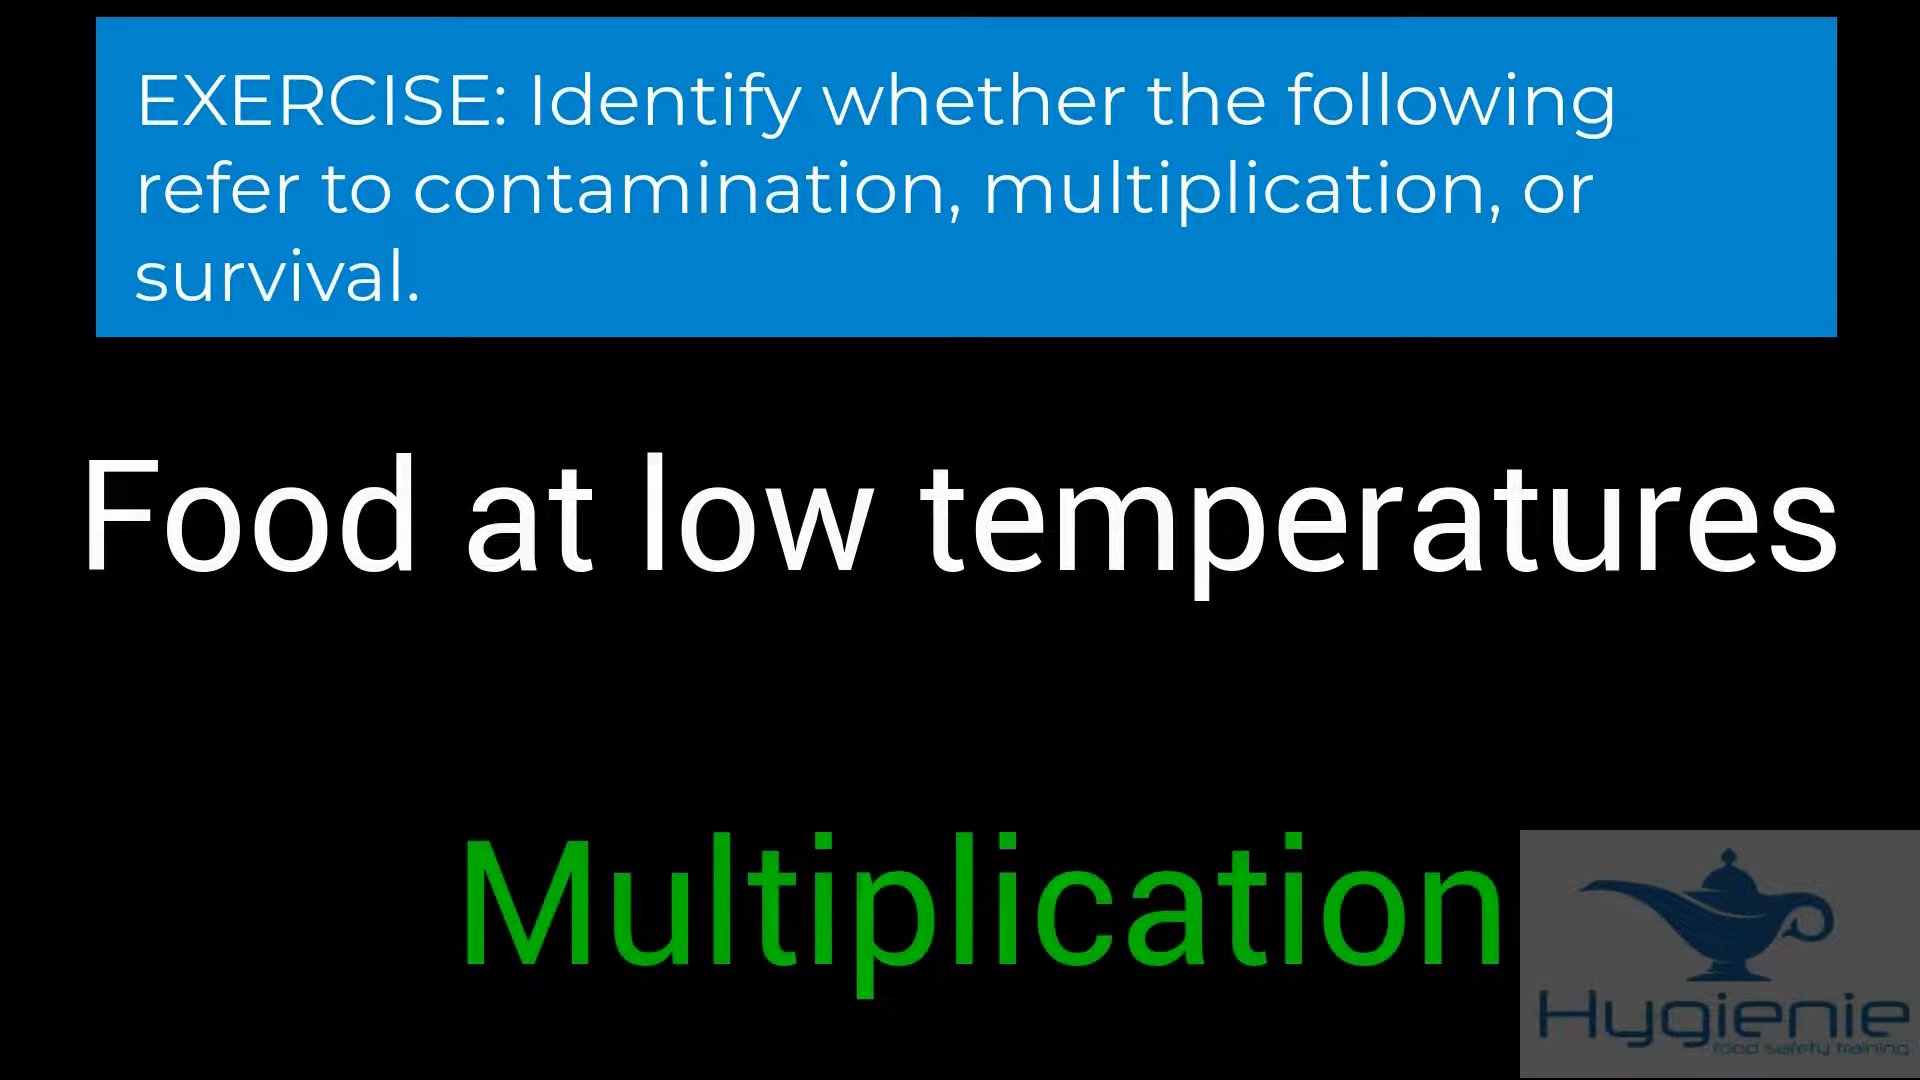 EXERCISE: Identify whether the following
refer to contamination, multiplication, or
survival.
Food at low temperatures
Multiplication
Hygienie
food safety training